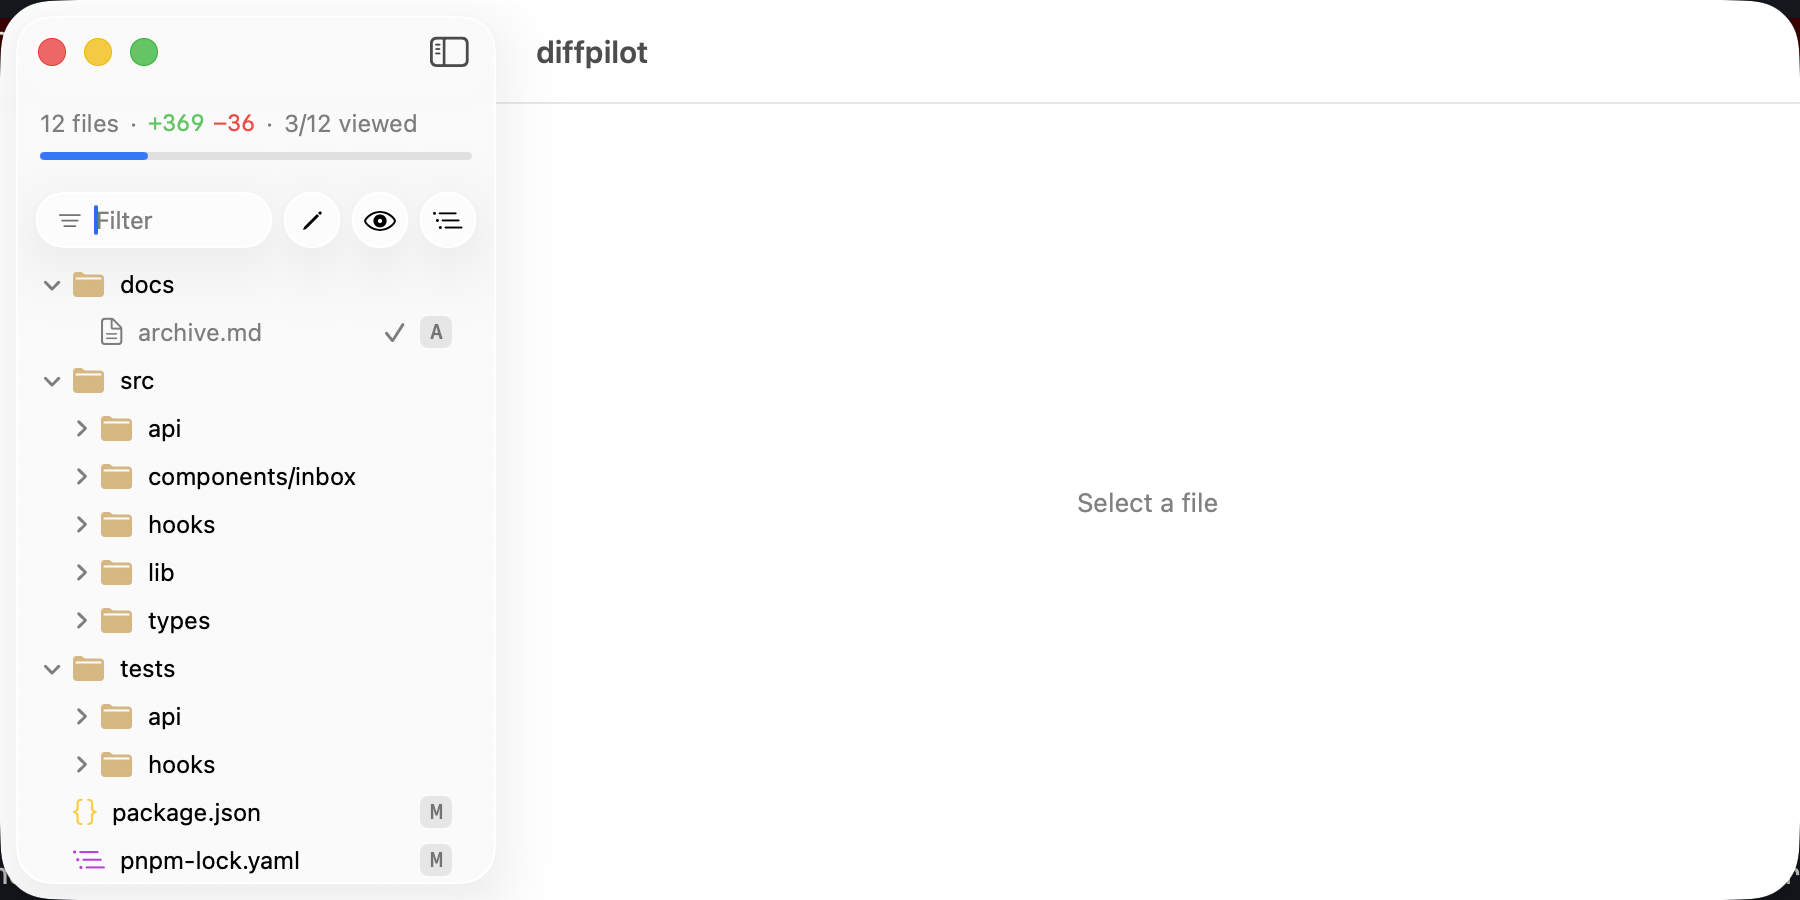 diffpilot
12 files · +369 −36 · 3/12 viewed
Filter
docs
archive.md A
src
api
components/inbox
hooks
lib
types
tests
api
hooks
{} package.json M
pnpm-lock.yaml M
Select a file